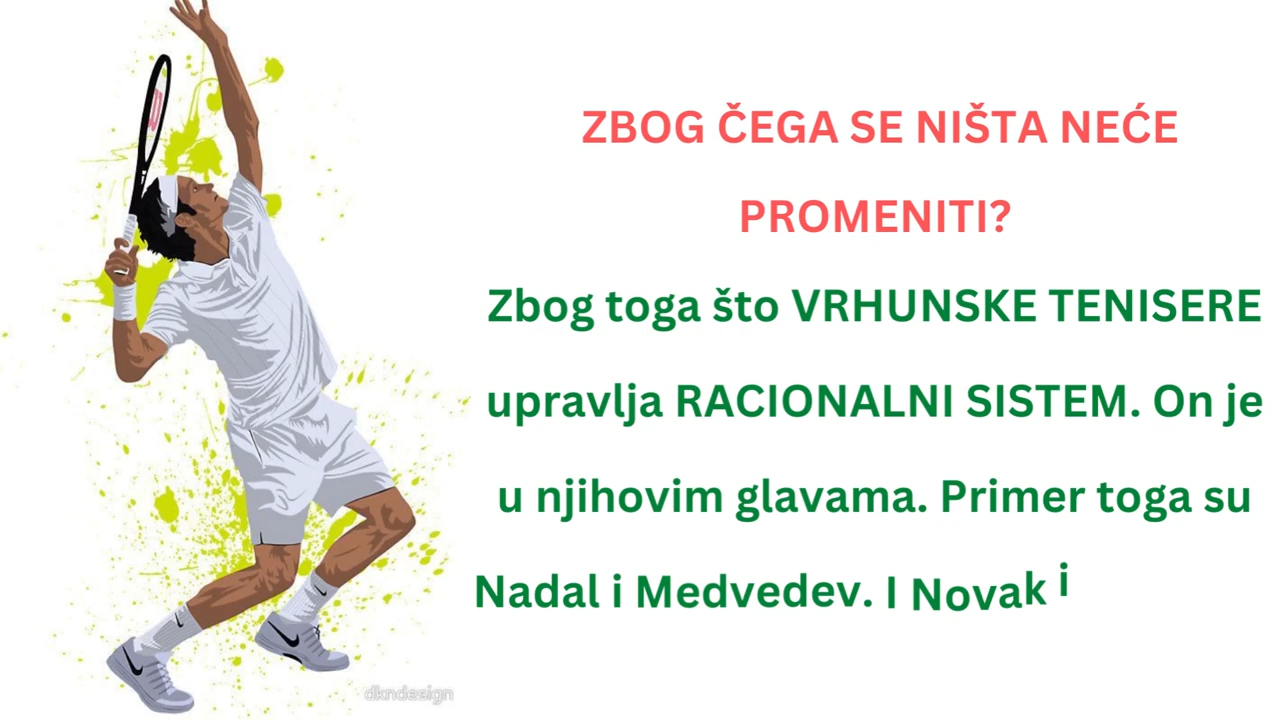 ZBOG ČEGA SE NIŠTA NEĆE
PROMENITI?
Zbog toga što VRHUNSKE TENISERE
upravlja RACIONALNI SISTEM. On je
u njihovim glavama. Primer toga su
Nadal i Medvedev. I Novak i
dkndesign